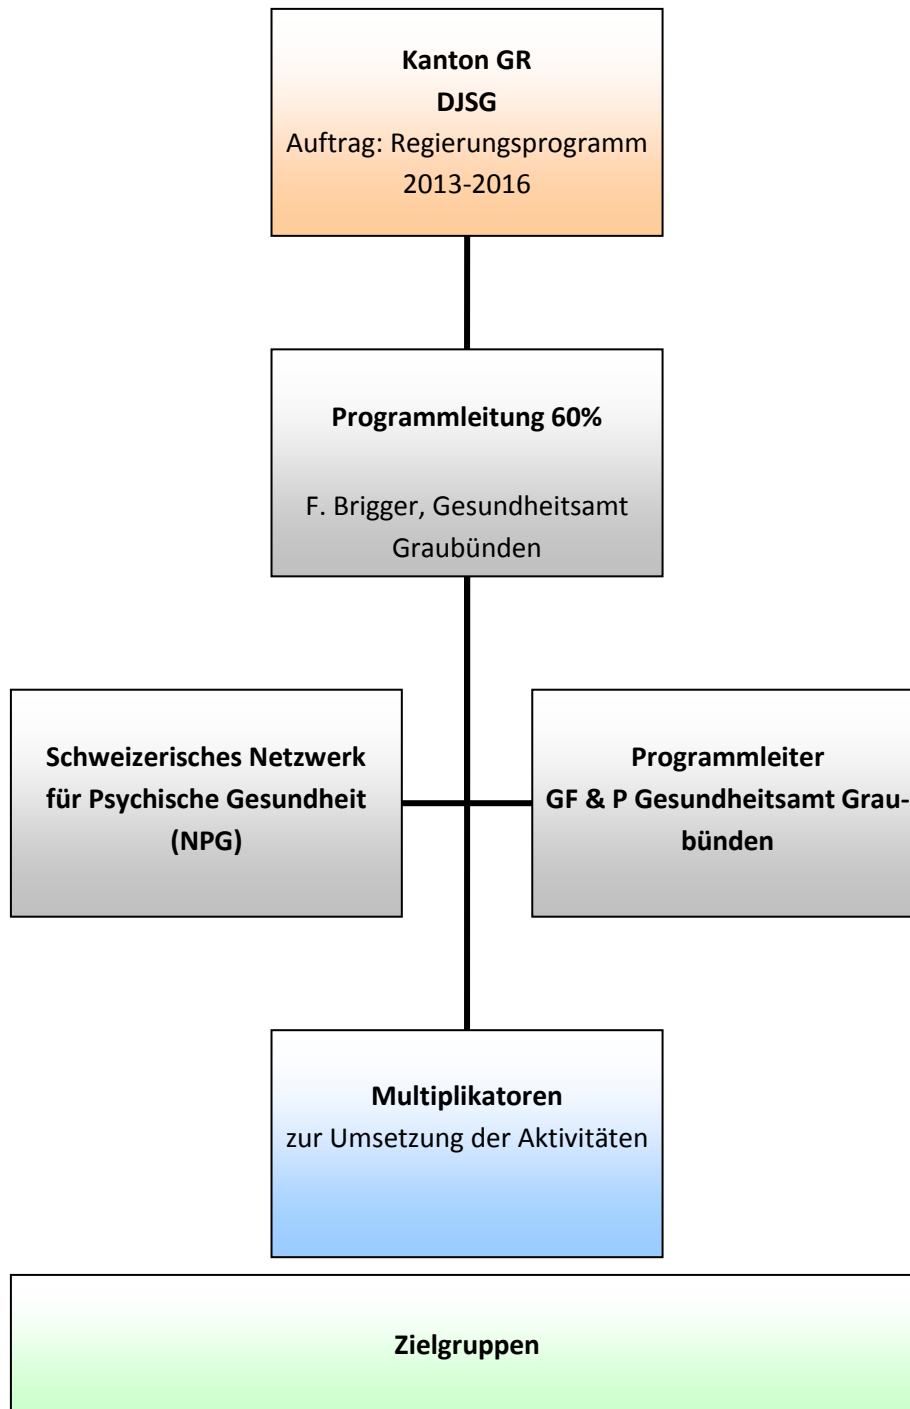 Kanton GR
DJSG
Auftrag: Regierungsprogramm
2013-2016
Programmleitung 60%
F. Brigger, Gesundheitsamt
Graubünden
Schweizerisches Netzwerk
für Psychische Gesundheit
(NPG)
Programmleiter
GF & P Gesundheitsamt Grau-
bünden
Multiplikatoren
zur Umsetzung der Aktivitäten
Zielgruppen